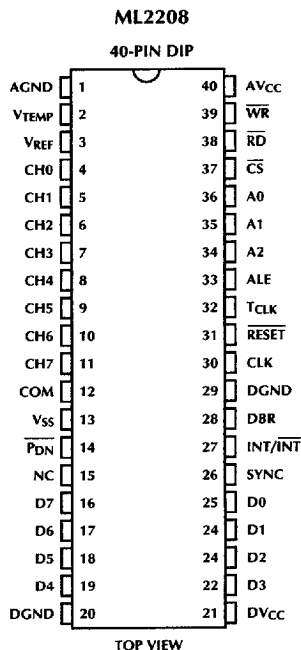 ML2208
40-PIN DIP
AGND 1 40 AVCC
VTEMP 2 39 WR
VREF 3 38 RD
CH0 4 37 CS
CH1 5 36 A0
CH2 6 35 A1
CH3 7 34 A2
CH4 8 33 ALE
CH5 9 32 TCLK
CH6 10 31 RESET
CH7 11 30 CLK
COM 12 29 DGND
VSS 13 28 DBR
PDN 14 27 INT/INT
NC 15 26 SYNC
D7 16 25 D0
D6 17 24 D1
D5 18 24 D2
D4 19 22 D3
DGND 20 21 DVCC
TOP VIEW